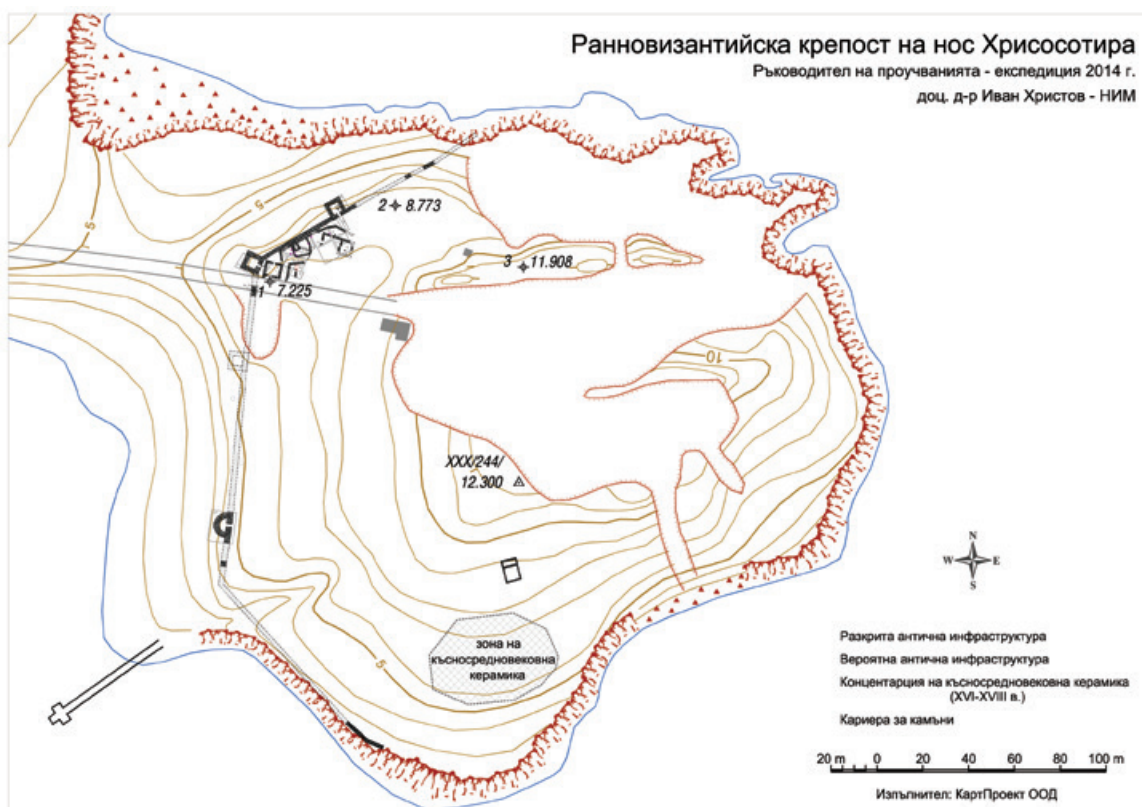 Ранновизантийска крепост на нос Хрисосотира
Ръководител на проучванията - експедиция 2014 г.
доц. д-р Иван Христов - НИМ
5
5
2 8.773
3 11.908
1 7.225
10
XXX/244/
12.300
зона на
късносредновековна
керамика
5
N
W E
S
Разкрита антична инфраструктура
Вероятна антична инфраструктура
Концентарция на късносредновековна керамика
(XVI-XVIII в.)
Кариера за камъни
20 m 0 20 40 60 80 100 m
Изпълнител: КартПроект ООД